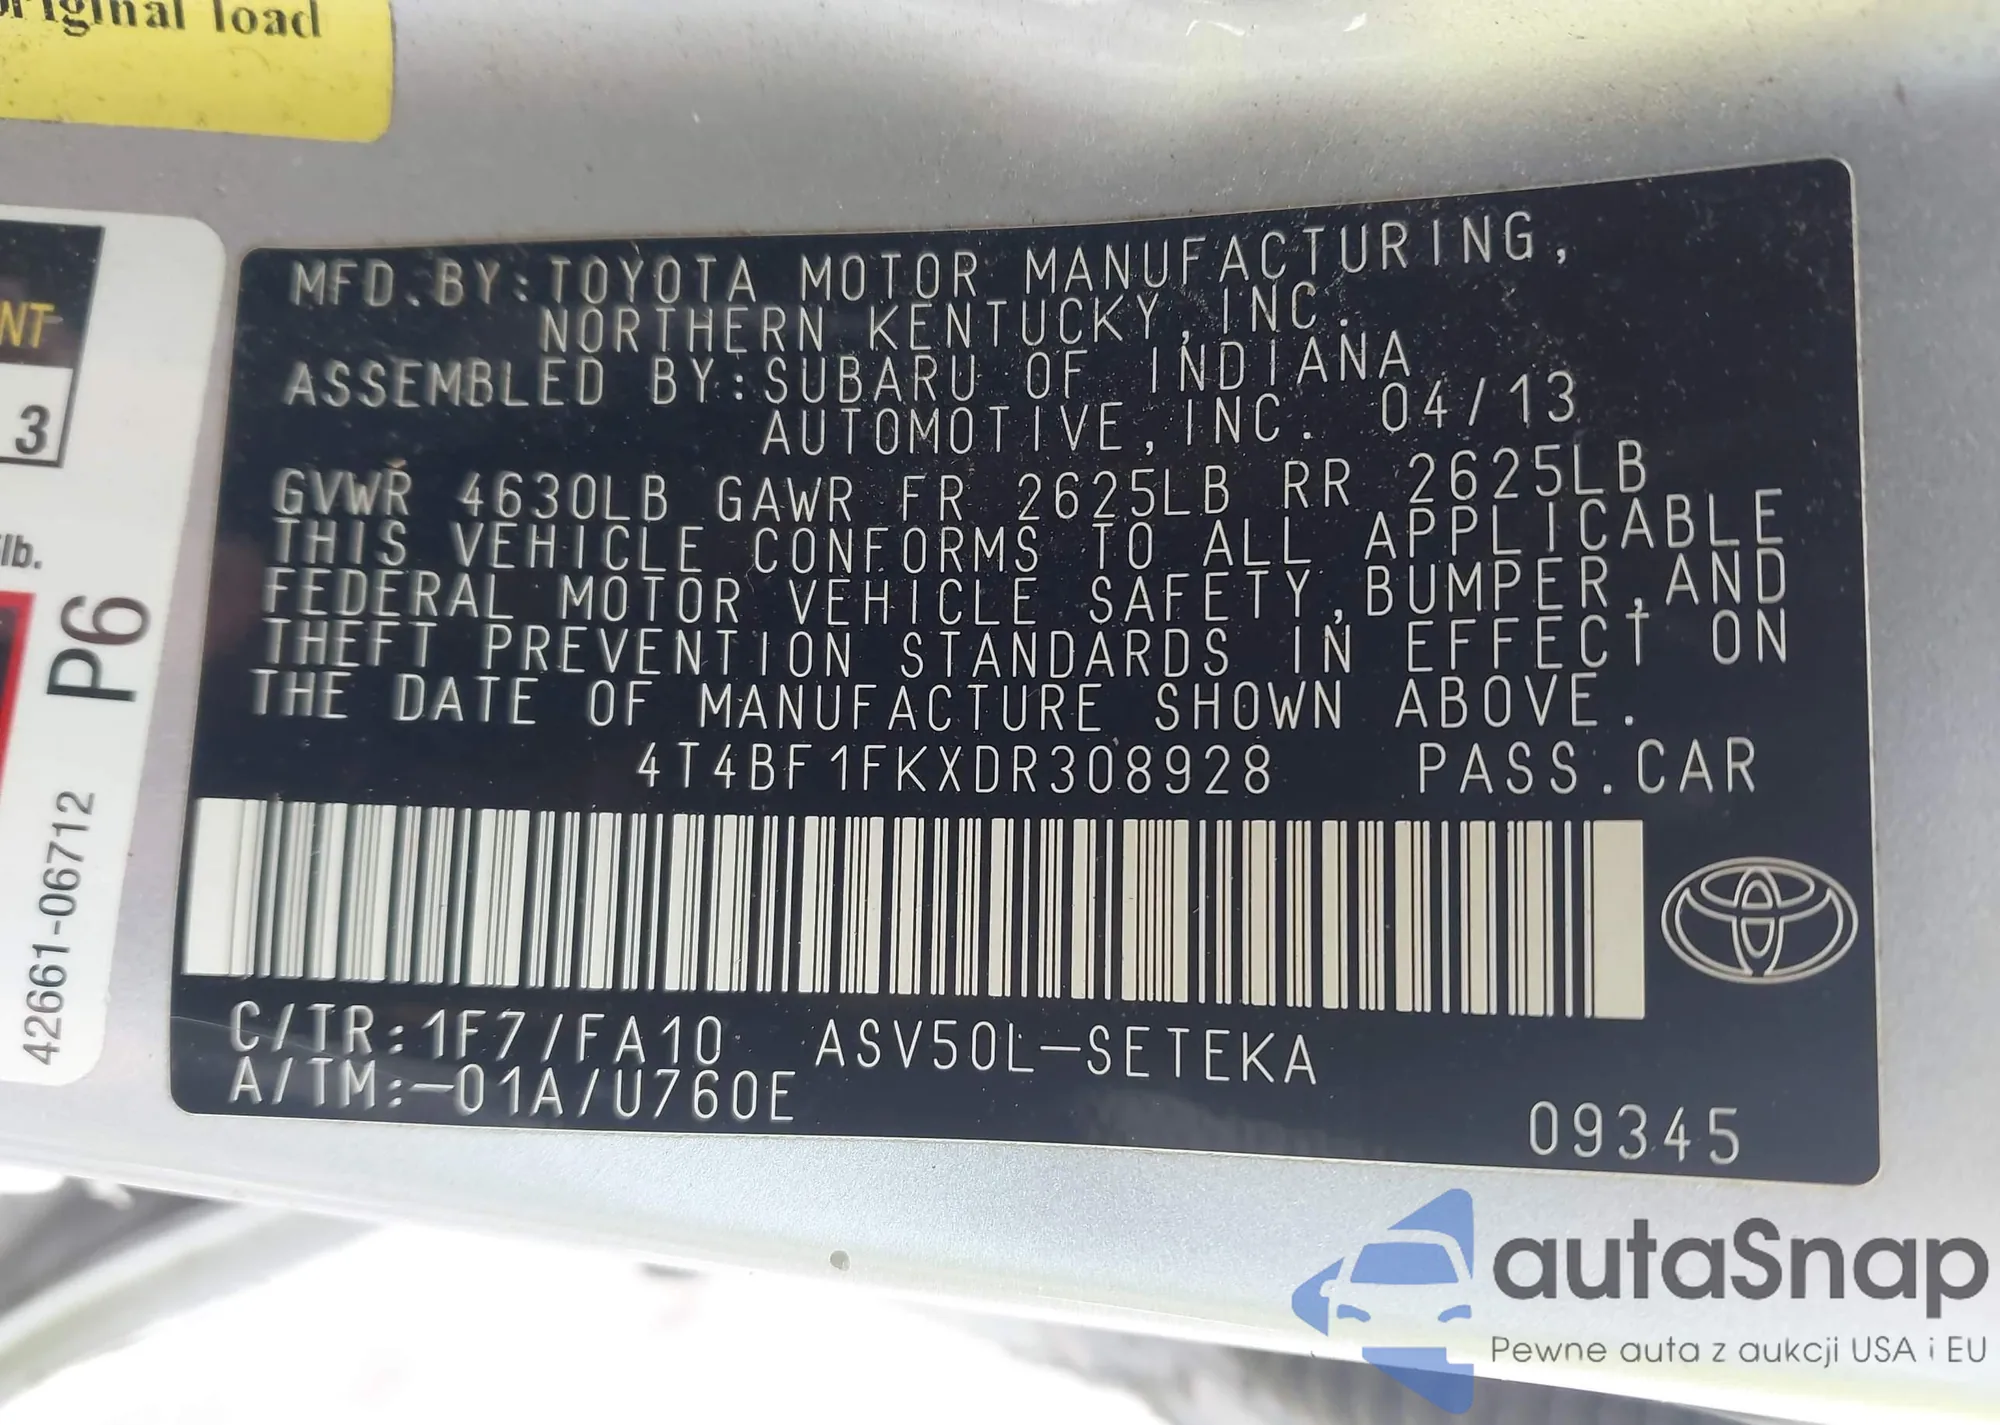 original load
NT
3
lb.
P6
42661-06712
MFD.BY:TOYOTA MOTOR MANUFACTURING,
NORTHERN KENTUCKY,INC.
ASSEMBLED BY:SUBARU OF INDIANA
AUTOMOTIVE,INC. 04/13
GVWR 4630LB GAWR FR 2625LB RR 2625LB
THIS VEHICLE CONFORMS TO ALL APPLICABLE
FEDERAL MOTOR VEHICLE SAFETY,BUMPER,AND
THEFT PREVENTION STANDARDS IN EFFECT ON
THE DATE OF MANUFACTURE SHOWN ABOVE.
4T4BF1FKXDR308928 PASS.CAR
C/TR:1F7/FA10 ASV50L-SETEKA
A/TM:-01A/U760E
09345
autaSnap
Pewne auta z aukcji USA i EU